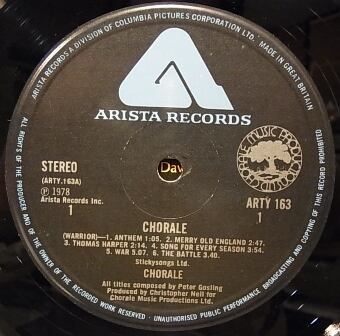 ARISTA RECORDS A DIVISION OF COLUMBIA PICTURES CORPORATION LTD. MADE IN GREAT BRITAIN
ARISTA RECORDS
STEREO
(ARTY.163A)
℗ 1978
Arista Records Inc.
1
Dav
CHORALE MUSIC PRODUCTIONS
ARTY 163
1
CHORALE
(WARRIOR)—1. ANTHEM 1:05. 2. MERRY OLD ENGLAND 2:47.
3. THOMAS HARPER 2:14. 4. SONG FOR EVERY SEASON 3:54.
5. WAR 5.07. 6. THE BATTLE 3.40.
Stickysongs Ltd.
CHORALE
All titles composed by Peter Gosling
Produced by Christopher Neil for
Chorale Music Productions Ltd.
ALL RIGHTS OF THE PRODUCER AND OF THE OWNER OF THE RECORDED WORK RESERVED · UNAUTHORISED PUBLIC PERFORMANCE BROADCASTING AND COPYING OF THIS RECORD PROHIBITED